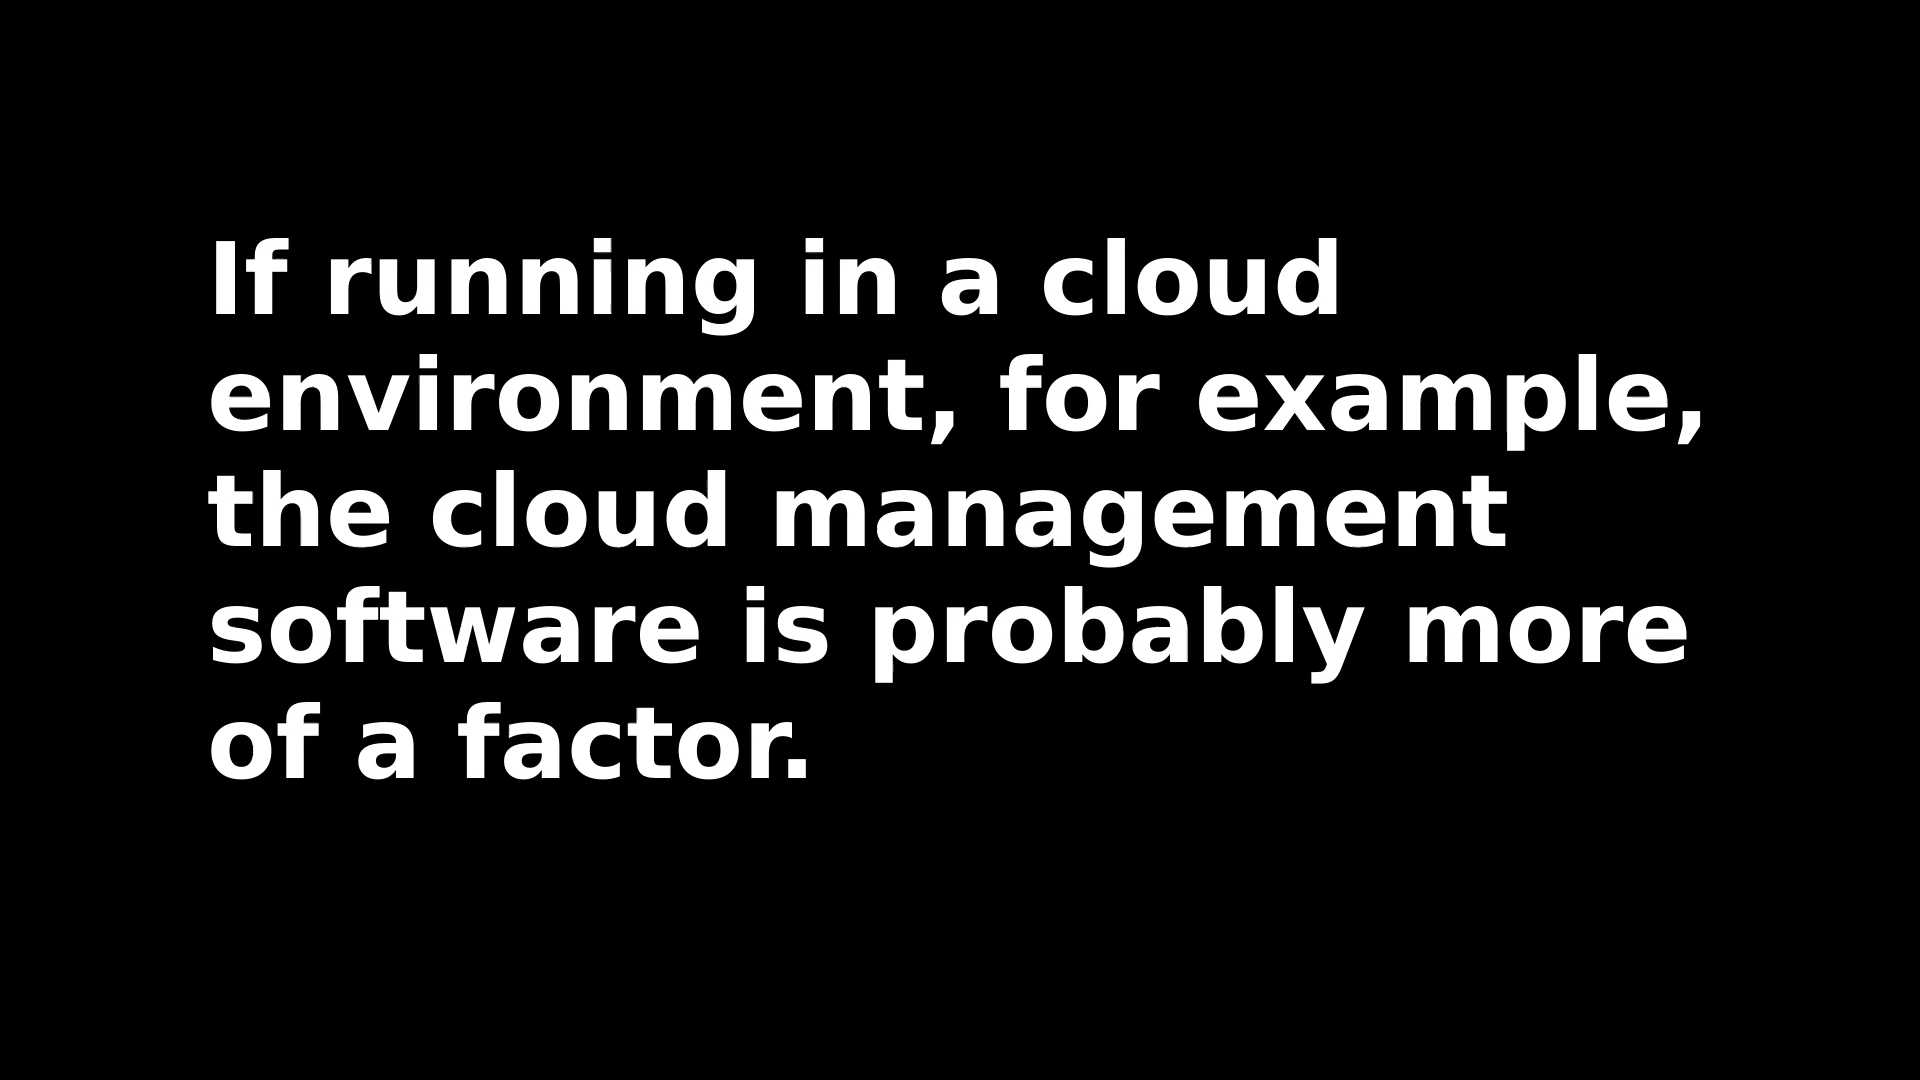 If running in a cloud
environment, for example,
the cloud management
software is probably more
of a factor.